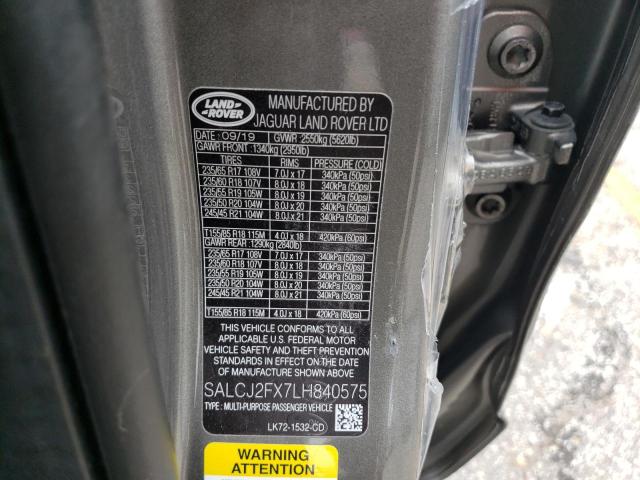 LAND ROVER
MANUFACTURED BY
JAGUAR LAND ROVER LTD
DATE: 09/19 GVWR 2550kg (5620lb)
GAWR FRONT: 1340kg (2950lb)
TIRES RIMS PRESSURE (COLD)
235/65 R17 108V 7.0J x 17 340kPa (50psi)
235/60 R18 107V 8.0J x 18 340kPa (50psi)
235/55 R19 105W 8.0J x 19 340kPa (50psi)
235/50 R20 104W 8.0J x 20 340kPa (50psi)
245/45 R21 104W 8.0J x 21 340kPa (50psi)
T155/85 R18 115M 4.0J x 18 420kPa (60psi)
GAWR REAR 1290kg (2840lb)
235/65 R17 108V 7.0J x 17 340kPa (50psi)
235/60 R18 107V 8.0J x 18 340kPa (50psi)
235/55 R19 105W 8.0J x 19 340kPa (50psi)
235/50 R20 104W 8.0J x 20 340kPa (50psi)
245/45 R21 104W 8.0J x 21 340kPa (50psi)
T155/85 R18 115M 4.0J x 18 420kPa (60psi)
THIS VEHICLE CONFORMS TO ALL
APPLICABLE U.S. FEDERAL MOTOR
VEHICLE SAFETY AND THEFT PREVENTION
STANDARDS IN EFFECT ON THE DATE OF
MANUFACTURE SHOWN ABOVE
SALCJ2FX7LH840575
TYPE: MULTI-PURPOSE PASSENGER VEHICLE
LK72-1532-CD
WARNING
ATTENTION